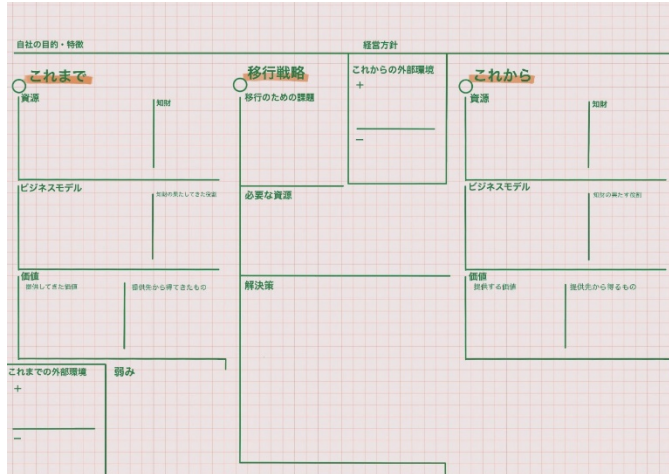 自社の目的・特徴
経営方針
これまで
資源
知財
ビジネスモデル
知財の果たしてきた役割
価値
提供してきた価値
提供先から得てきたもの
これまでの外部環境
+
−
弱み
移行戦略
移行のための課題
必要な資源
解決策
これからの外部環境
+
−
これから
資源
知財
ビジネスモデル
知財の果たす役割
価値
提供する価値
提供先から得るもの